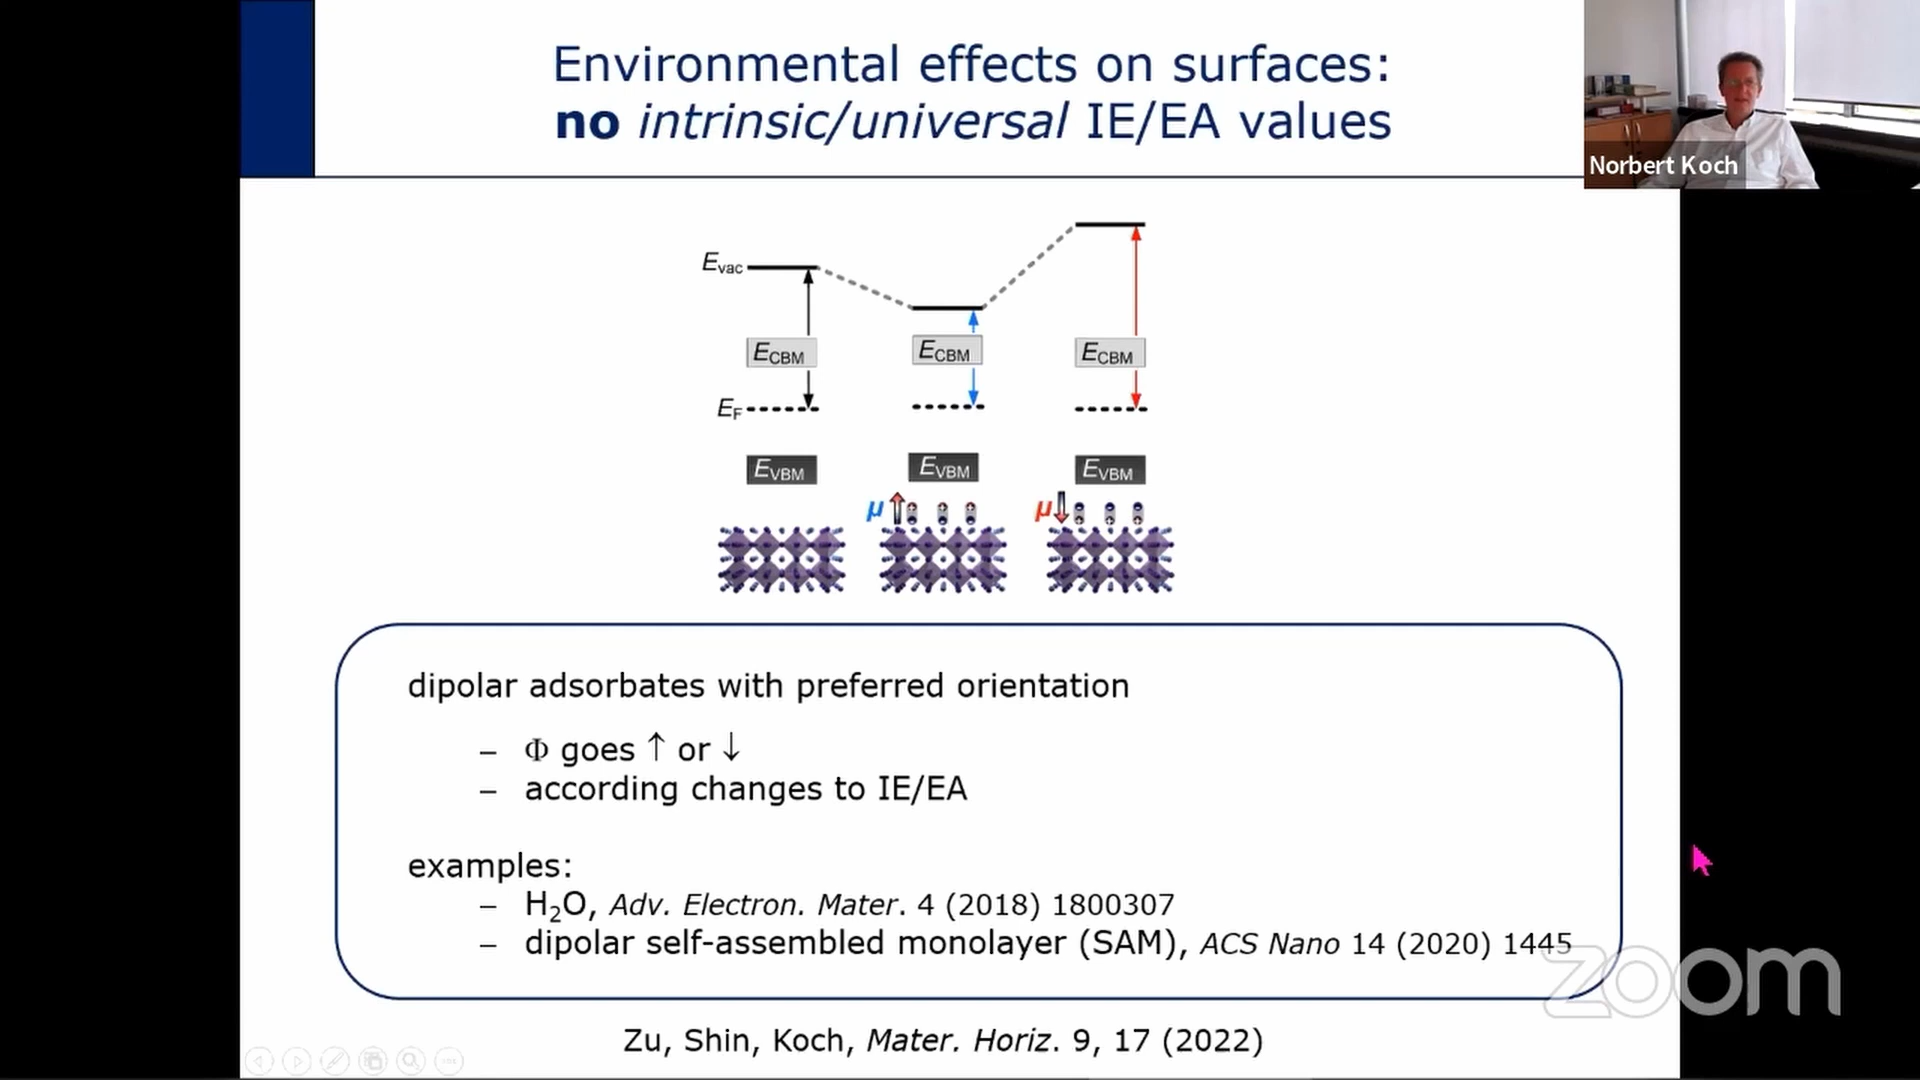 Environmental effects on surfaces:
no intrinsic/universal IE/EA values
Norbert Koch
Evac
ECBM
ECBM
ECBM
EF
EVBM
EVBM
EVBM
μ
μ
dipolar adsorbates with preferred orientation
– Φ goes ↑ or ↓
– according changes to IE/EA
examples:
– H₂O, Adv. Electron. Mater. 4 (2018) 1800307
– dipolar self-assembled monolayer (SAM), ACS Nano 14 (2020) 1445
zoom
Zu, Shin, Koch, Mater. Horiz. 9, 17 (2022)